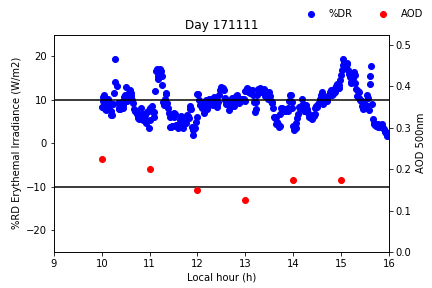 %DR AOD
Day 171111
20
10
0
−10
−20
%RD Erythemal Irradiance (W/m2)
0.5
0.4
0.3
0.2
0.1
0.0
AOD 500nm
9 10 11 12 13 14 15 16
Local hour (h)